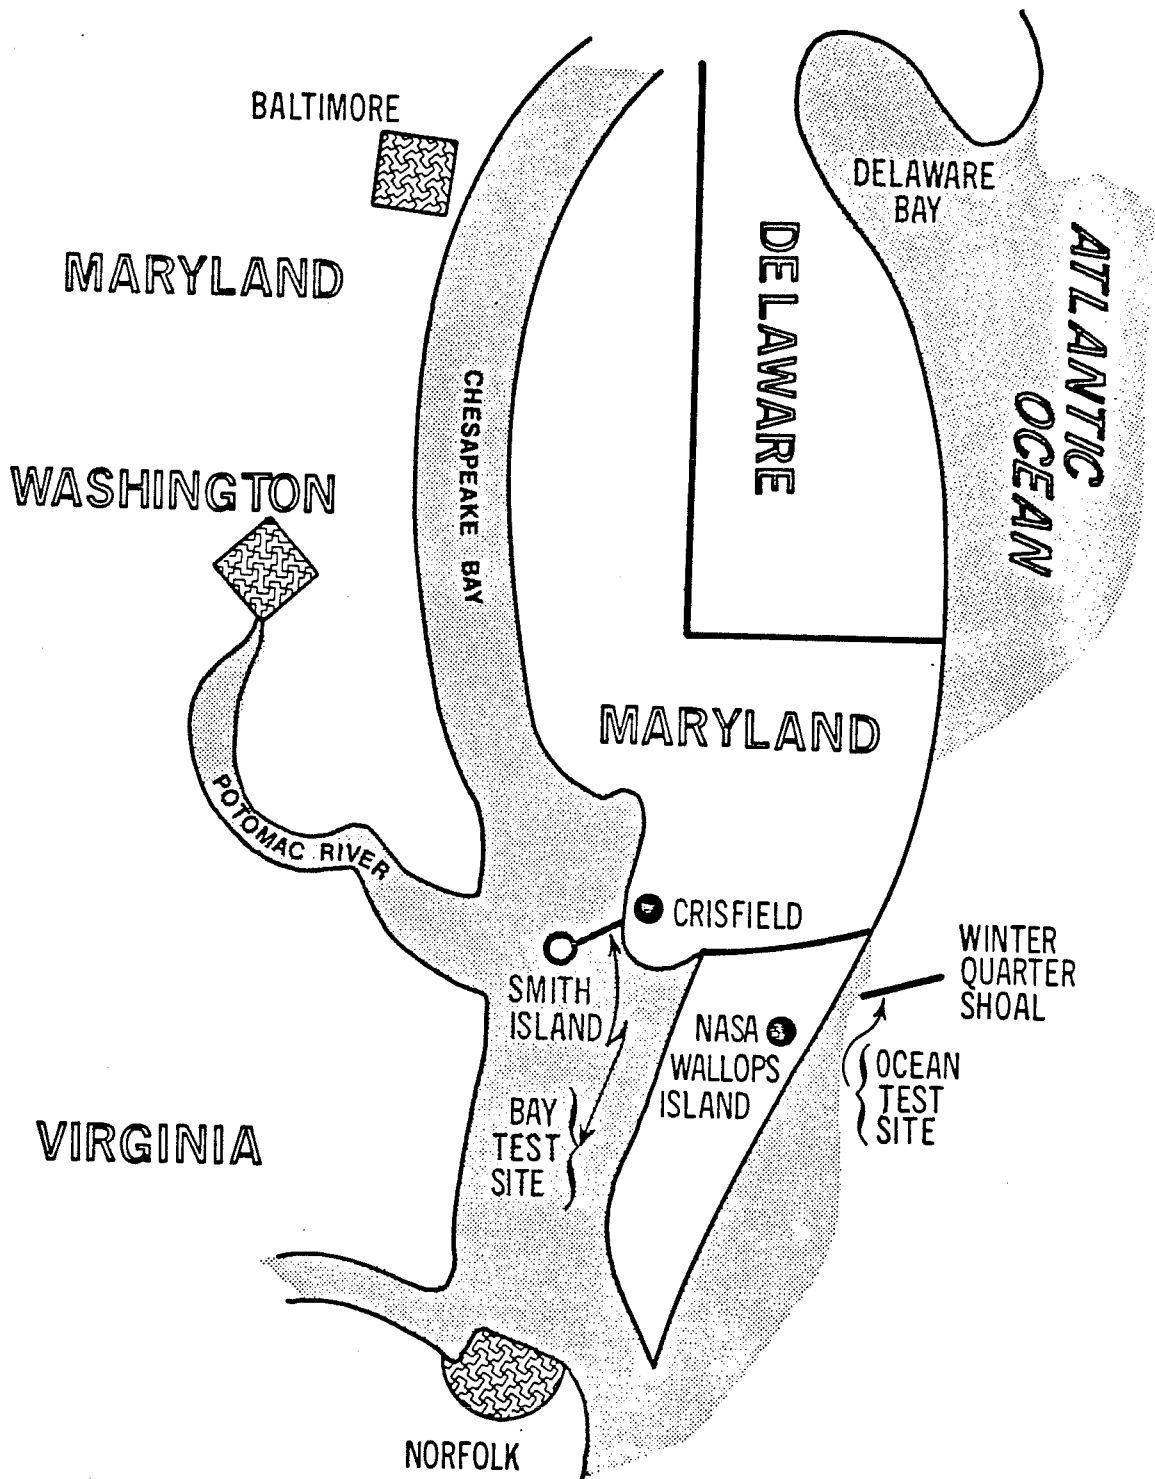 BALTIMORE
DELAWARE
BAY
MARYLAND
DELAWARE
ATLANTIC
OCEAN
CHESAPEAKE BAY
WASHINGTON
MARYLAND
POTOMAC RIVER
CRISFIELD
WINTER
QUARTER
SHOAL
SMITH
ISLAND
NASA
WALLOPS
ISLAND
OCEAN
TEST
SITE
BAY
TEST
SITE
VIRGINIA
NORFOLK